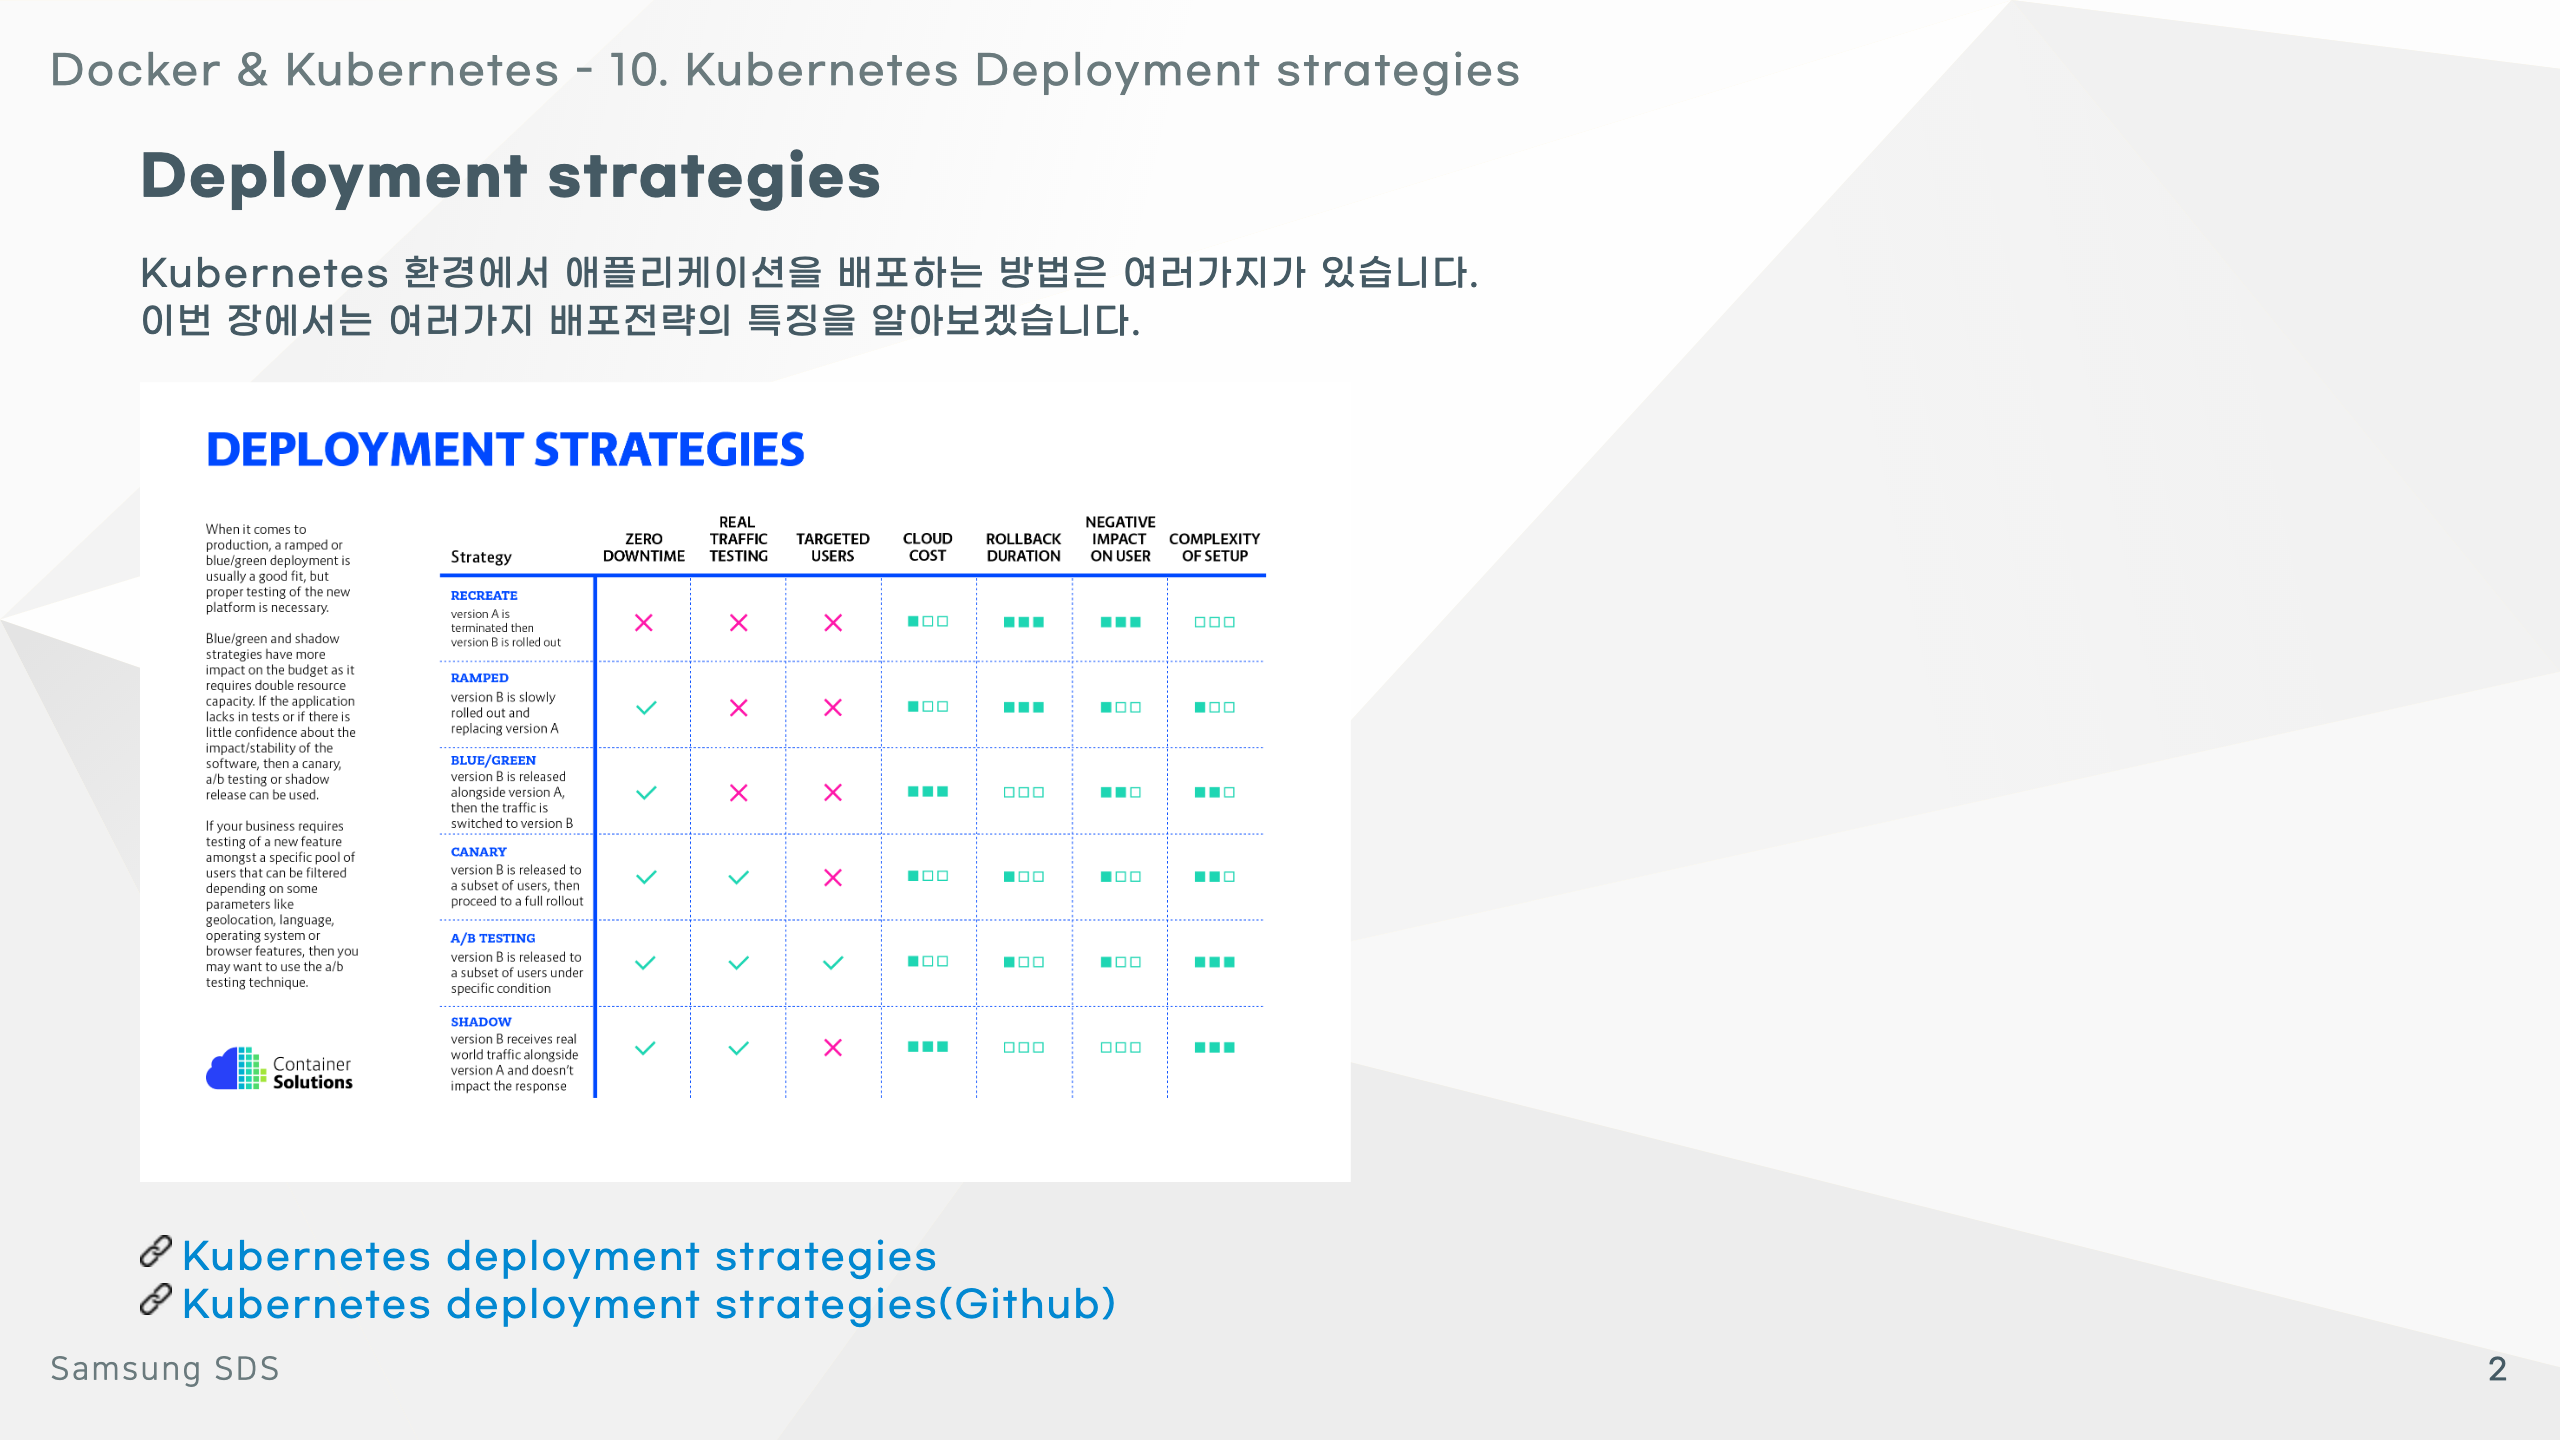 Docker & Kubernetes - 10. Kubernetes Deployment strategies
Deployment strategies
Kubernetes 환경에서 애플리케이션을 배포하는 방법은 여러가지가 있습니다.
이번 장에서는 여러가지 배포전략의 특징을 알아보겠습니다.
DEPLOYMENT STRATEGIES
When it comes to
production, a ramped or
blue/green deployment is
usually a good fit, but
proper testing of the new
platform is necessary.
Blue/green and shadow
strategies have more
impact on the budget as it
requires double resource
capacity. If the application
lacks in tests or if there is
little confidence about the
impact/stability of the
software, then a canary,
a/b testing or shadow
release can be used.
If your business requires
testing of a new feature
amongst a specific pool of
users that can be filtered
depending on some
parameters like
geolocation, language,
operating system or
browser features, then you
may want to use the a/b
testing technique.
Container
Solutions
Strategy
ZERO
DOWNTIME
REAL
TRAFFIC
TESTING
TARGETED
USERS
CLOUD
COST
ROLLBACK
DURATION
NEGATIVE
IMPACT
ON USER
COMPLEXITY
OF SETUP
RECREATE
version A is
terminated then
version B is rolled out
RAMPED
version B is slowly
rolled out and
replacing version A
BLUE/GREEN
version B is released
alongside version A,
then the traffic is
switched to version B
CANARY
version B is released to
a subset of users, then
proceed to a full rollout
A/B TESTING
version B is released to
a subset of users under
specific condition
SHADOW
version B receives real
world traffic alongside
version A and doesn't
impact the response
Kubernetes deployment strategies
Kubernetes deployment strategies(Github)
Samsung SDS
2